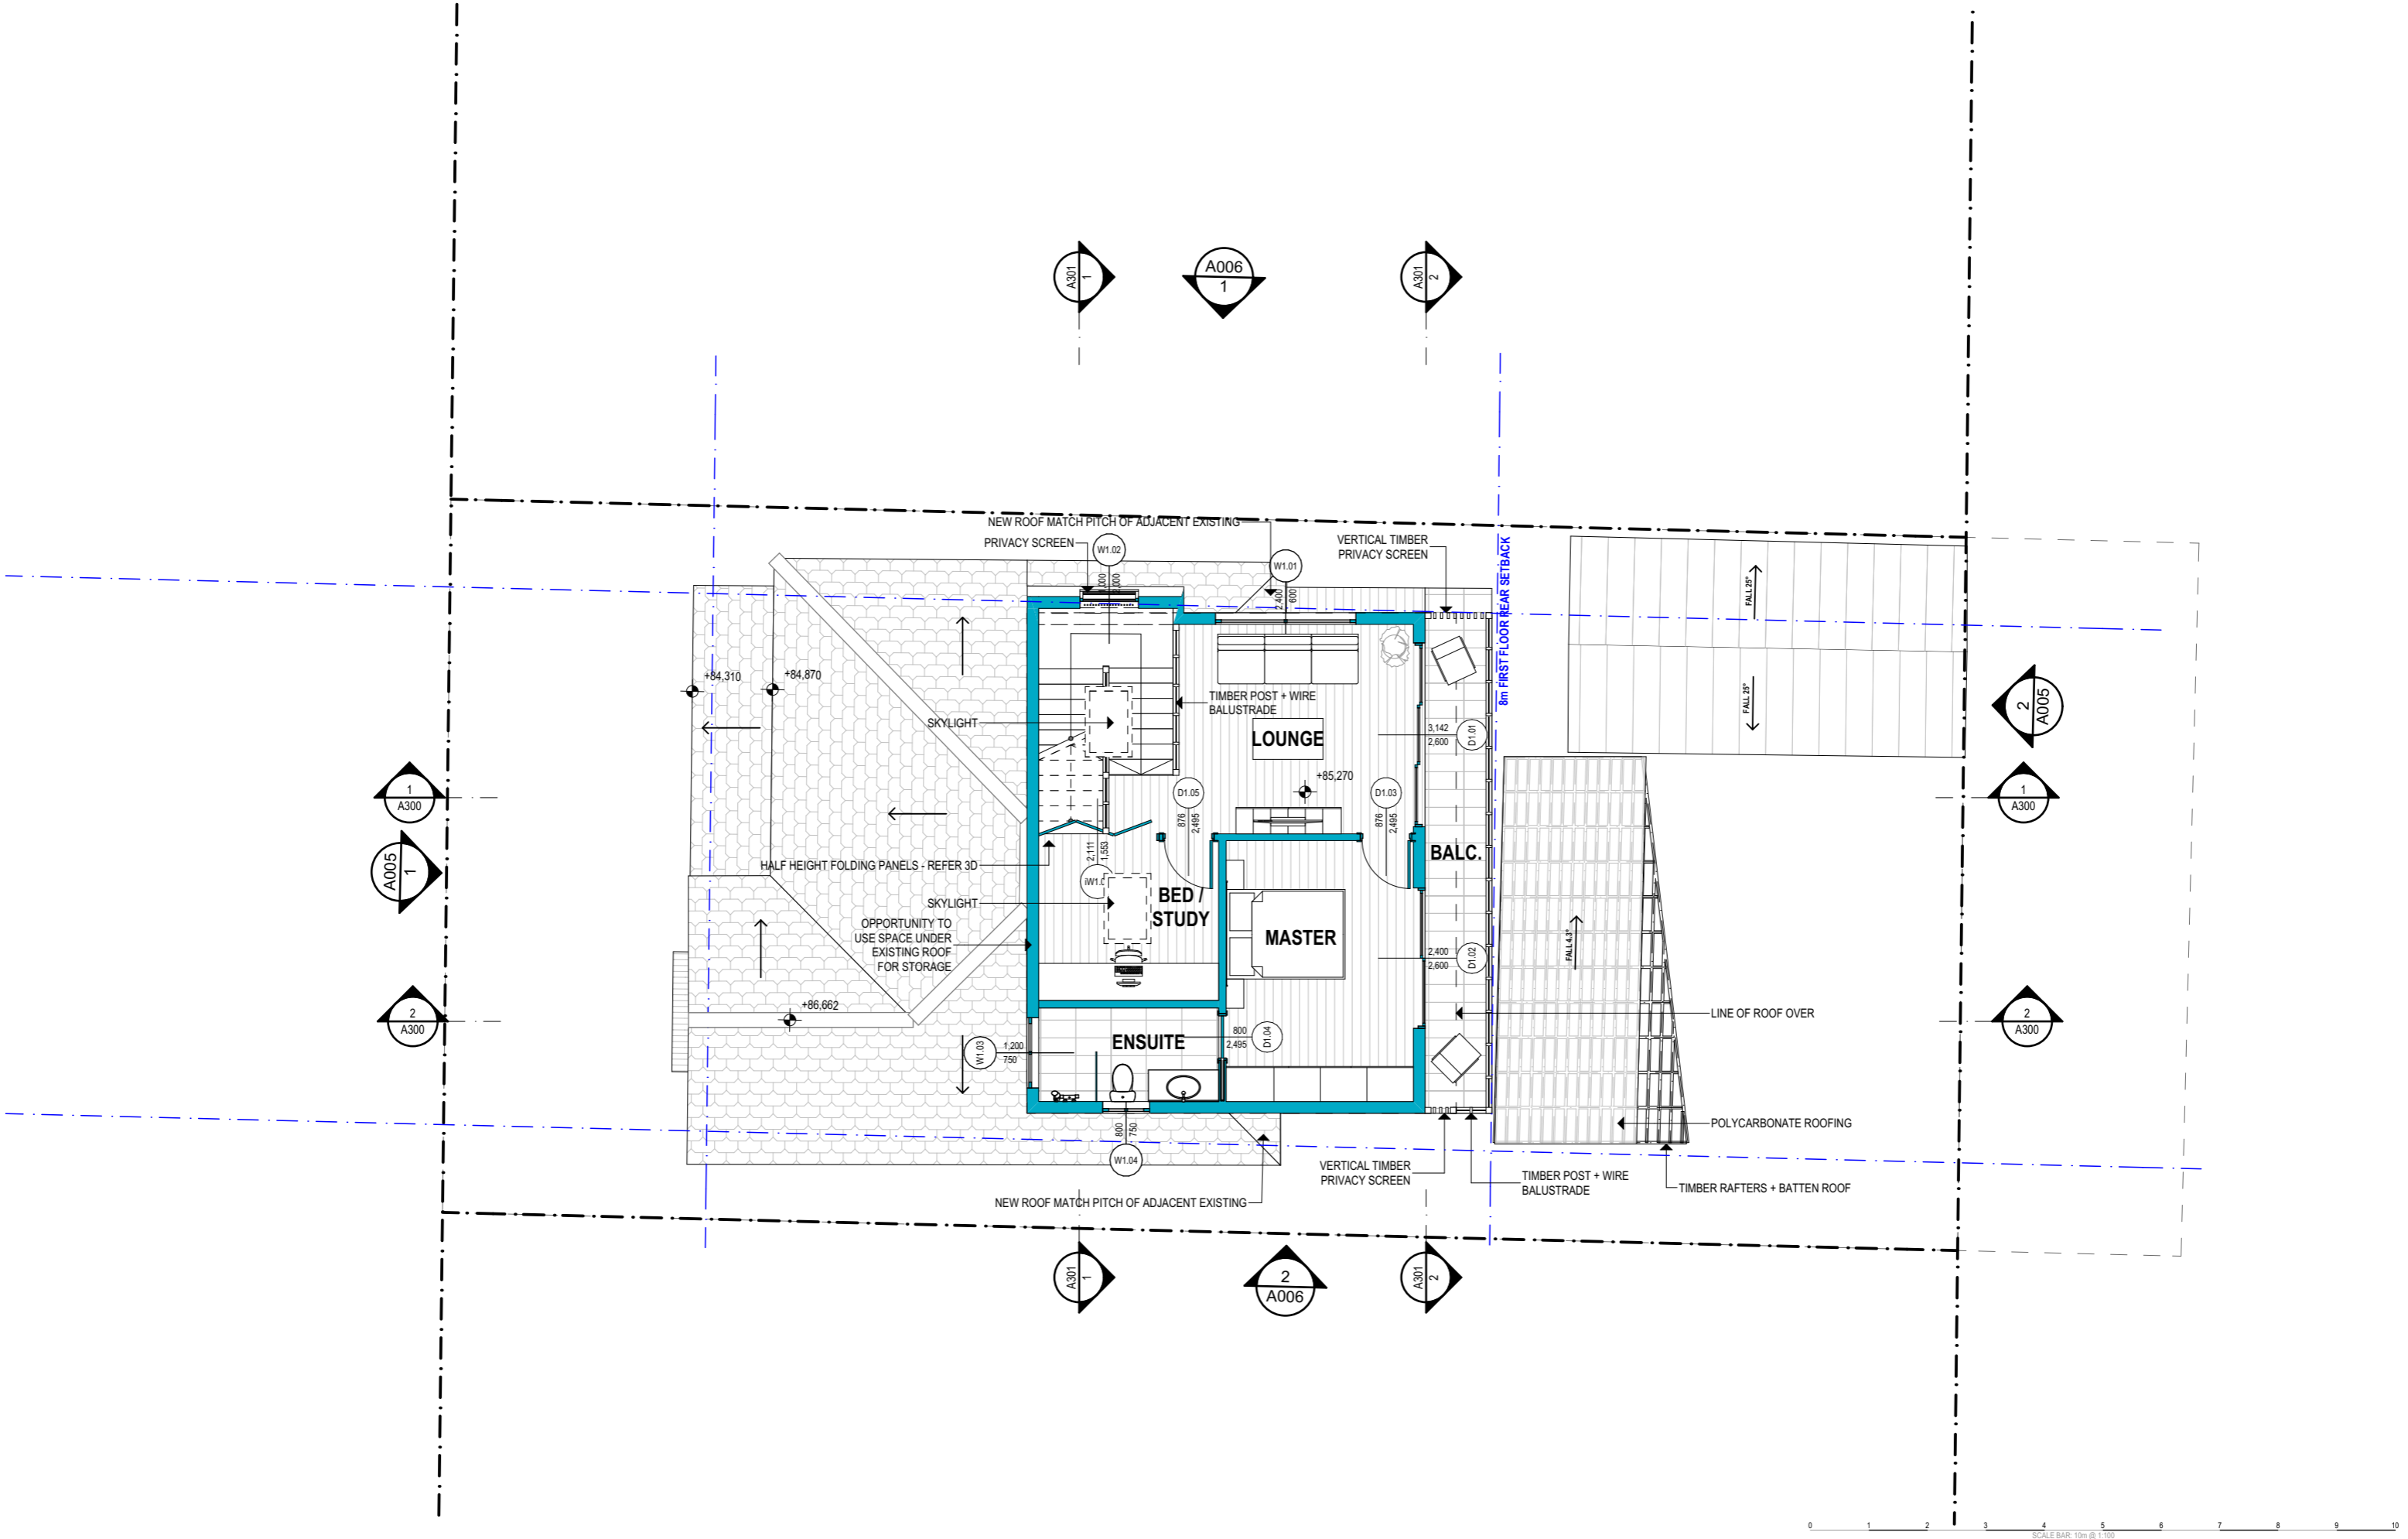 A301
1
A006
1
A301
2
NEW ROOF MATCH PITCH OF ADJACENT EXISTING
PRIVACY SCREEN
W1.02
VERTICAL TIMBER
PRIVACY SCREEN
W1.01
2,400
600
2,000
8m FIRST FLOOR REAR SETBACK
FALL 25°
FALL 25°
+84,310
+84,870
SKYLIGHT
TIMBER POST + WIRE
BALUSTRADE
LOUNGE
3,142
2,600
D1.01
+85,270
D1.05
876
2,495
D1.03
876
2,495
2
A005
1
A300
1
A300
A005
1
HALF HEIGHT FOLDING PANELS - REFER 3D
2,111
1,553
BALC.
SKYLIGHT
BED /
STUDY
OPPORTUNITY TO
USE SPACE UNDER
EXISTING ROOF
FOR STORAGE
MASTER
2,400
2,600
D1.02
FALL 4.3°
+86,662
2
A300
2
A300
LINE OF ROOF OVER
W1.03
1,200
750
ENSUITE
800
2,495
D1.04
POLYCARBONATE ROOFING
800
750
W1.04
VERTICAL TIMBER
PRIVACY SCREEN
TIMBER POST + WIRE
BALUSTRADE
TIMBER RAFTERS + BATTEN ROOF
NEW ROOF MATCH PITCH OF ADJACENT EXISTING
A301
1
2
A006
A301
2
0 1 2 3 4 5 6 7 8 9 10
SCALE BAR: 10m @ 1:100